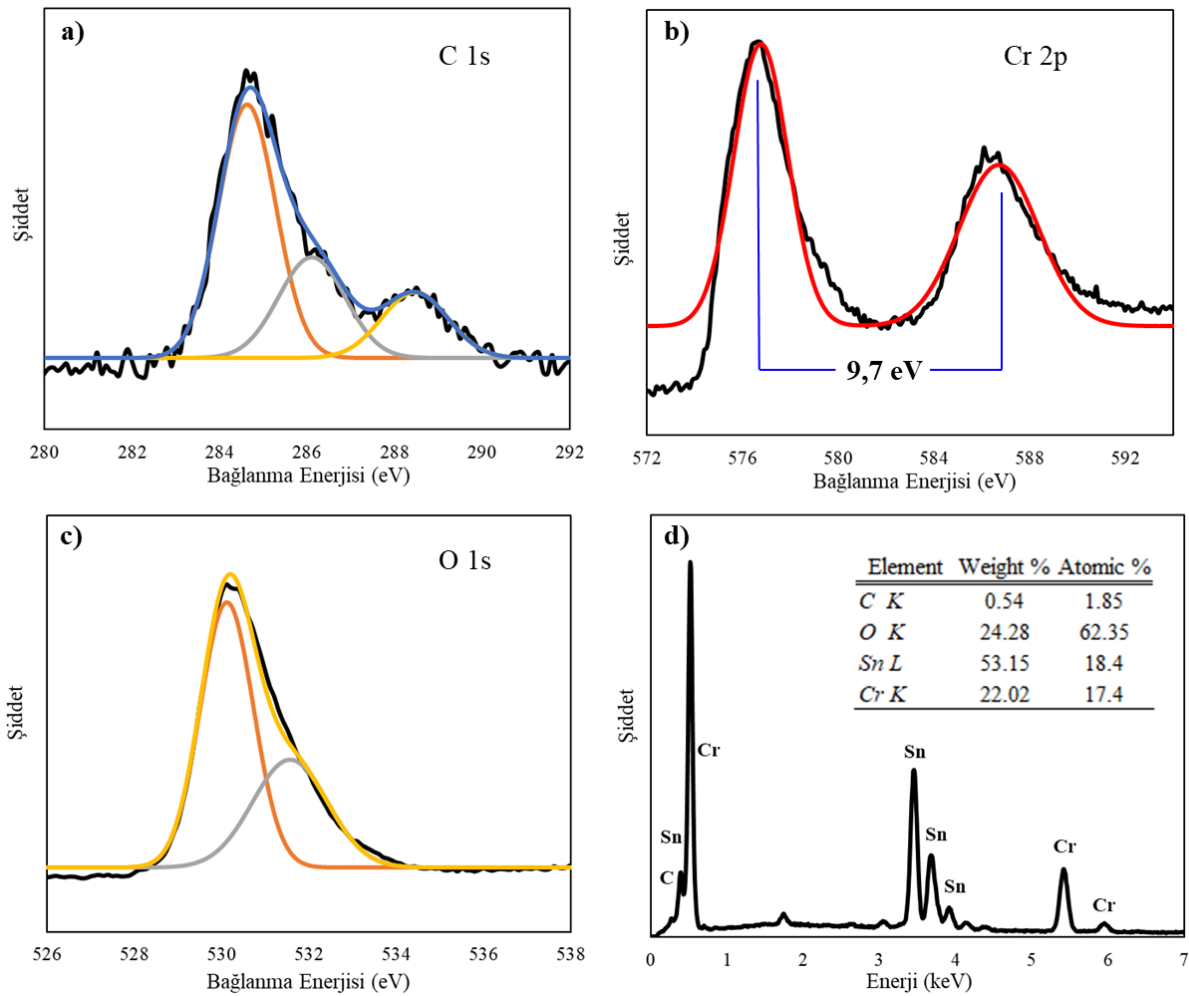 a)
C 1s
Şiddet
280 282 284 286 288 290 292
Bağlanma Enerjisi (eV)
b)
Cr 2p
Şiddet
9,7 eV
572 576 580 584 588 592
Bağlanma Enerjisi (eV)
c)
O 1s
Şiddet
526 528 530 532 534 536 538
Bağlanma Enerjisi (eV)
d)
Element Weight % Atomic %
C K 0.54 1.85
O K 24.28 62.35
Sn L 53.15 18.4
Cr K 22.02 17.4
Şiddet
Cr
Sn
C
Sn
Sn
Sn
Cr
Cr
0 1 2 3 4 5 6 7
Enerji (keV)